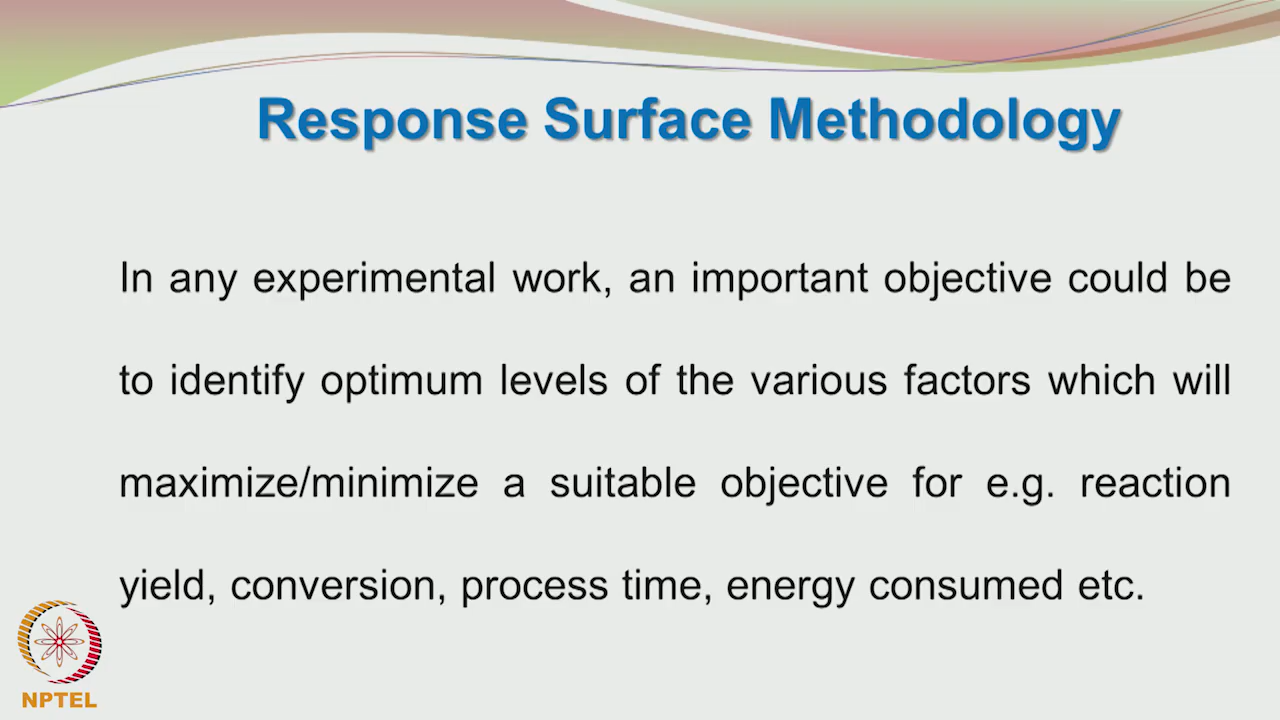 Response Surface Methodology
In any experimental work, an important objective could be
to identify optimum levels of the various factors which will
maximize/minimize a suitable objective for e.g. reaction
yield, conversion, process time, energy consumed etc.
NPTEL